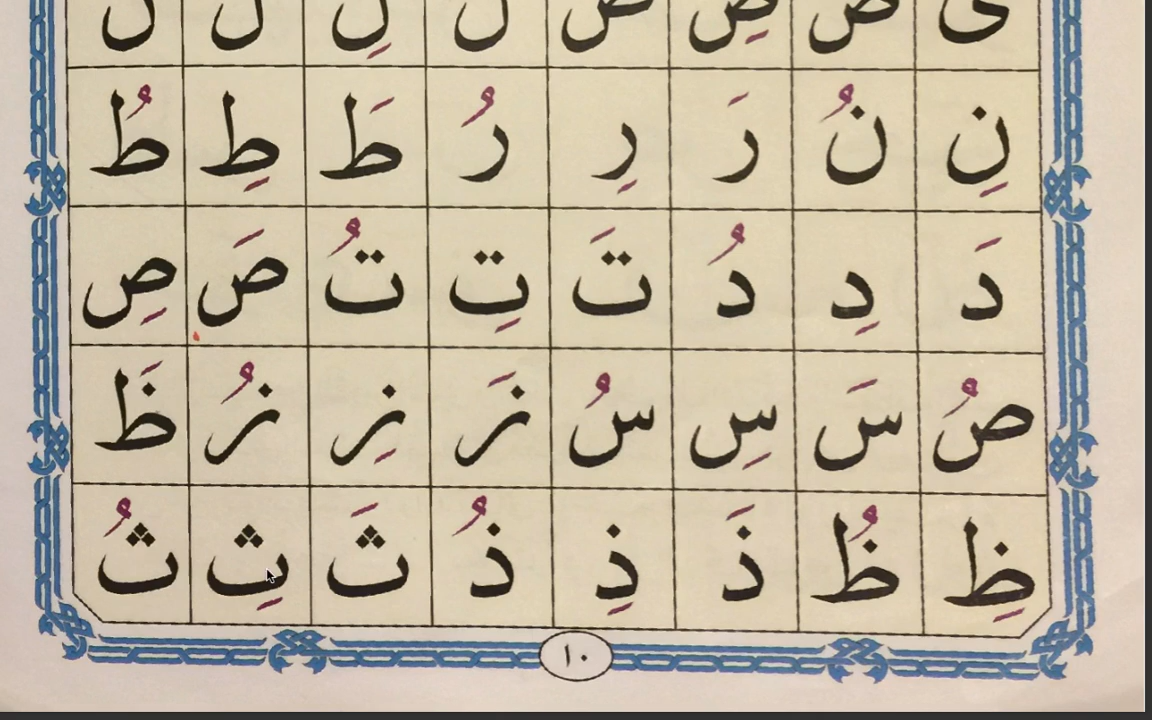 نِ نُ رَ رِ رُ طَ طِ طُ
دَ دِ دُ تَ تِ تُ صَ صِ
صُ سَ سِ سُ زَ زِ زُ ظَ
ظِ ظُ ذَ ذِ ذُ ثَ ثِ ثُ
١٠